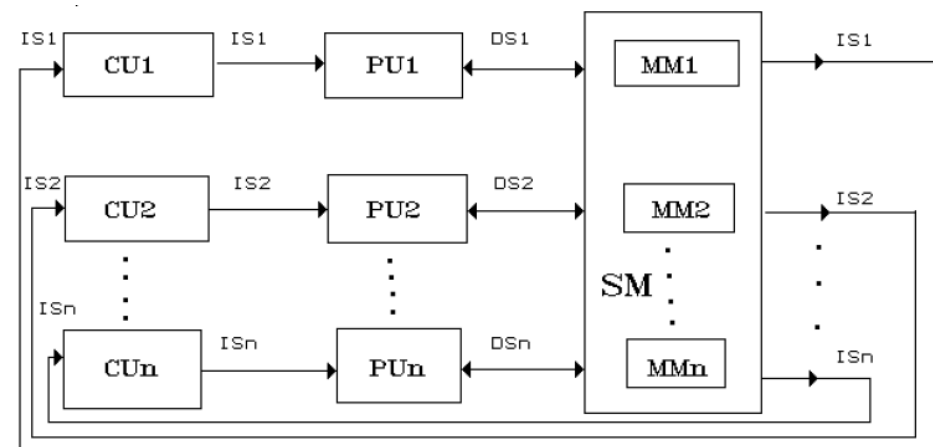 IS1 IS1 DS1 IS1
CU1 PU1 MM1
IS2 IS2 DS2 IS2
CU2 PU2 MM2
SM
ISn ISn DSn ISn
CUn PUn MMn